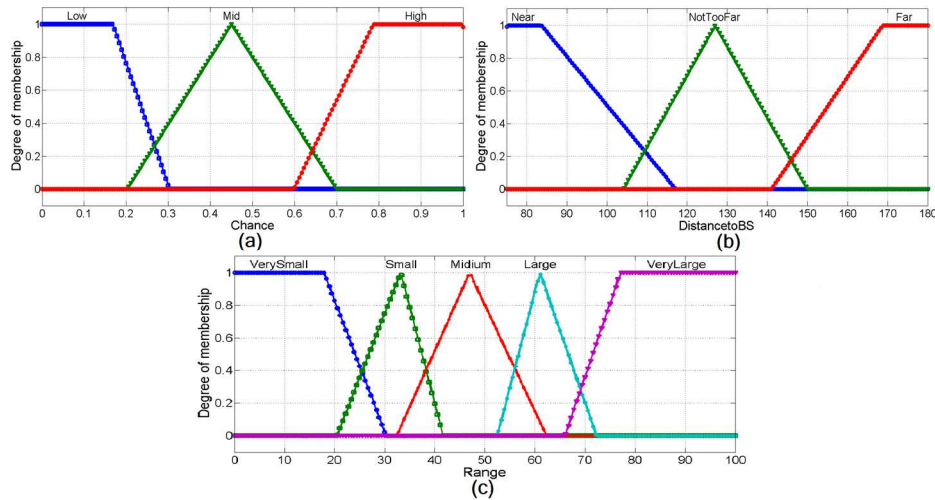 Low Mid High
Degree of membership
1
0.8
0.6
0.4
0.2
0
0 0.1 0.2 0.3 0.4 0.5 0.6 0.7 0.8 0.9 1
Chance
(a)
Near NotTooFar Far
Degree of membership
1
0.8
0.6
0.4
0.2
0
80 90 100 110 120 130 140 150 160 170 180
DistancetoBS
(b)
VerySmall Small Midium Large VeryLarge
Degree of membership
1
0.8
0.6
0.4
0.2
0
0 10 20 30 40 50 60 70 80 90 100
Range
(c)